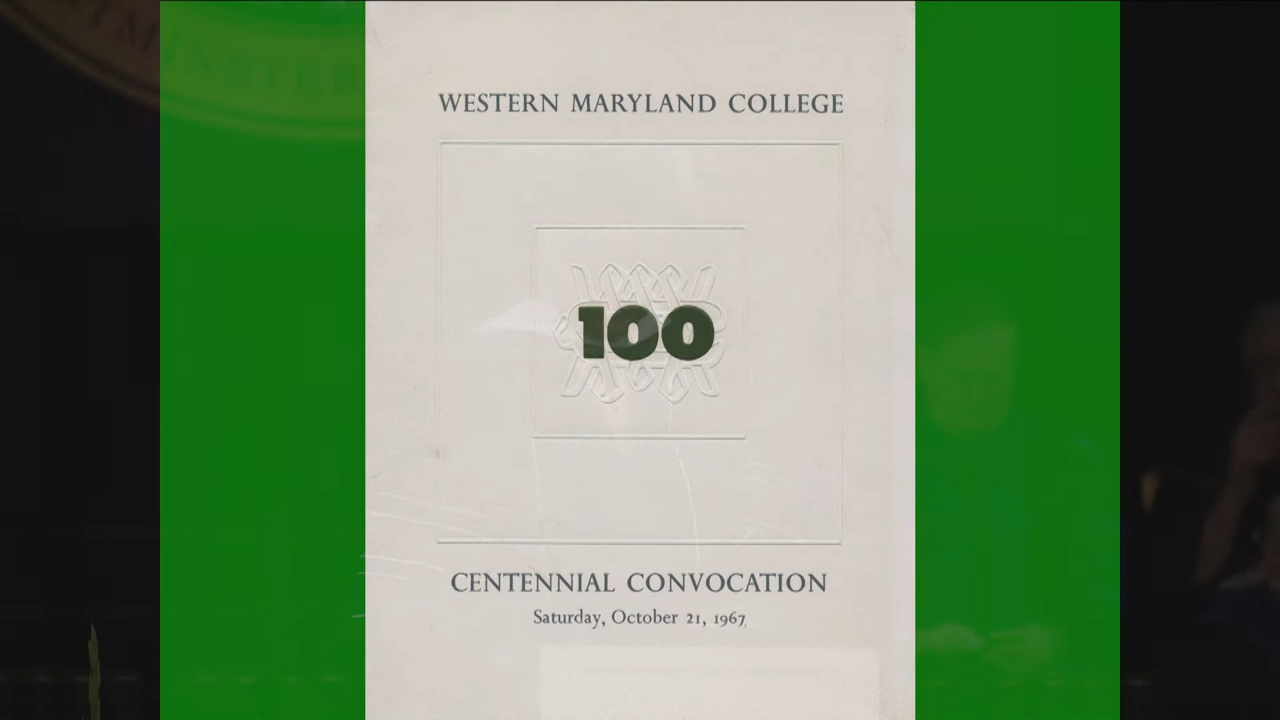 WESTERN MARYLAND COLLEGE
100
CENTENNIAL CONVOCATION
Saturday, October 21, 1967